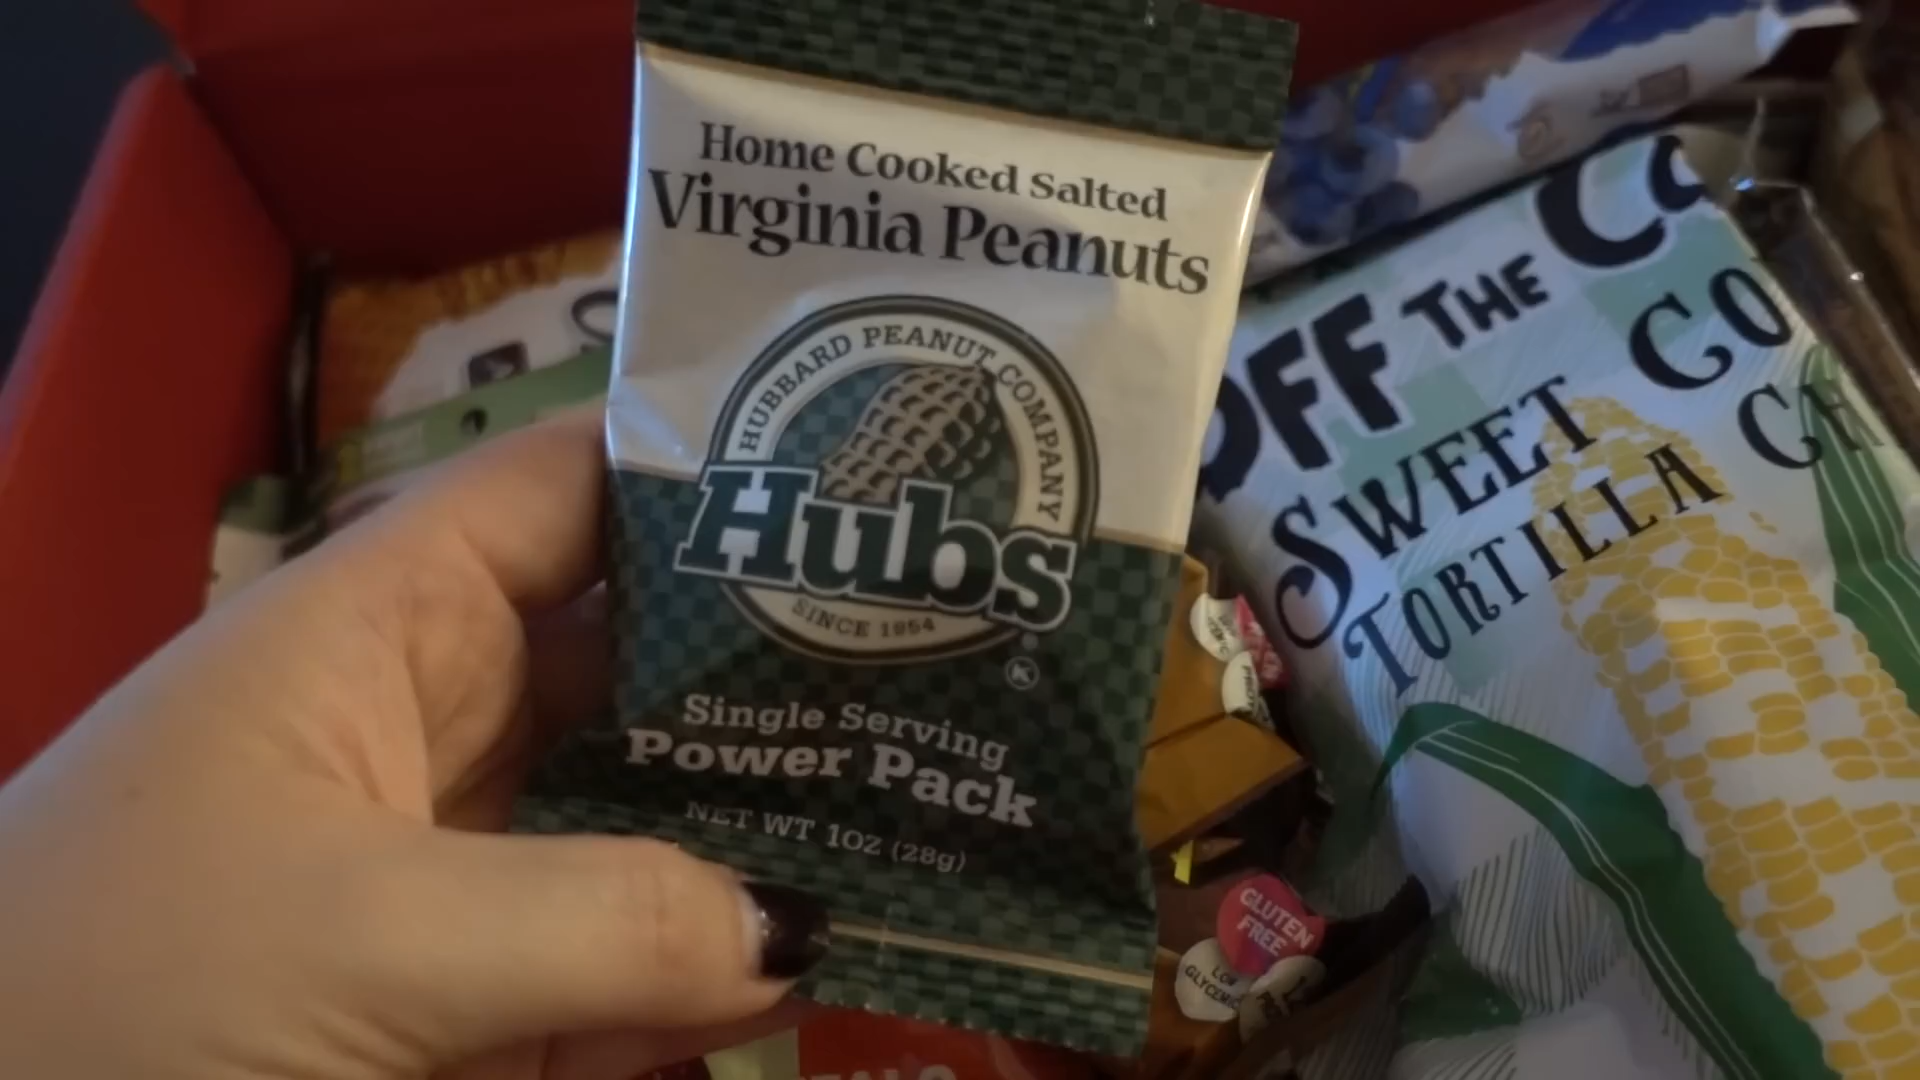 Home Cooked Salted
Virginia Peanuts
HUBBARD PEANUT COMPANY
Hubs
SINCE 1954
K
Single Serving
Power Pack
NET WT 1OZ (28g)
OFF THE
SWEET
TORTILLA
GLUTEN
FREE
LOW
GLYCEMIC